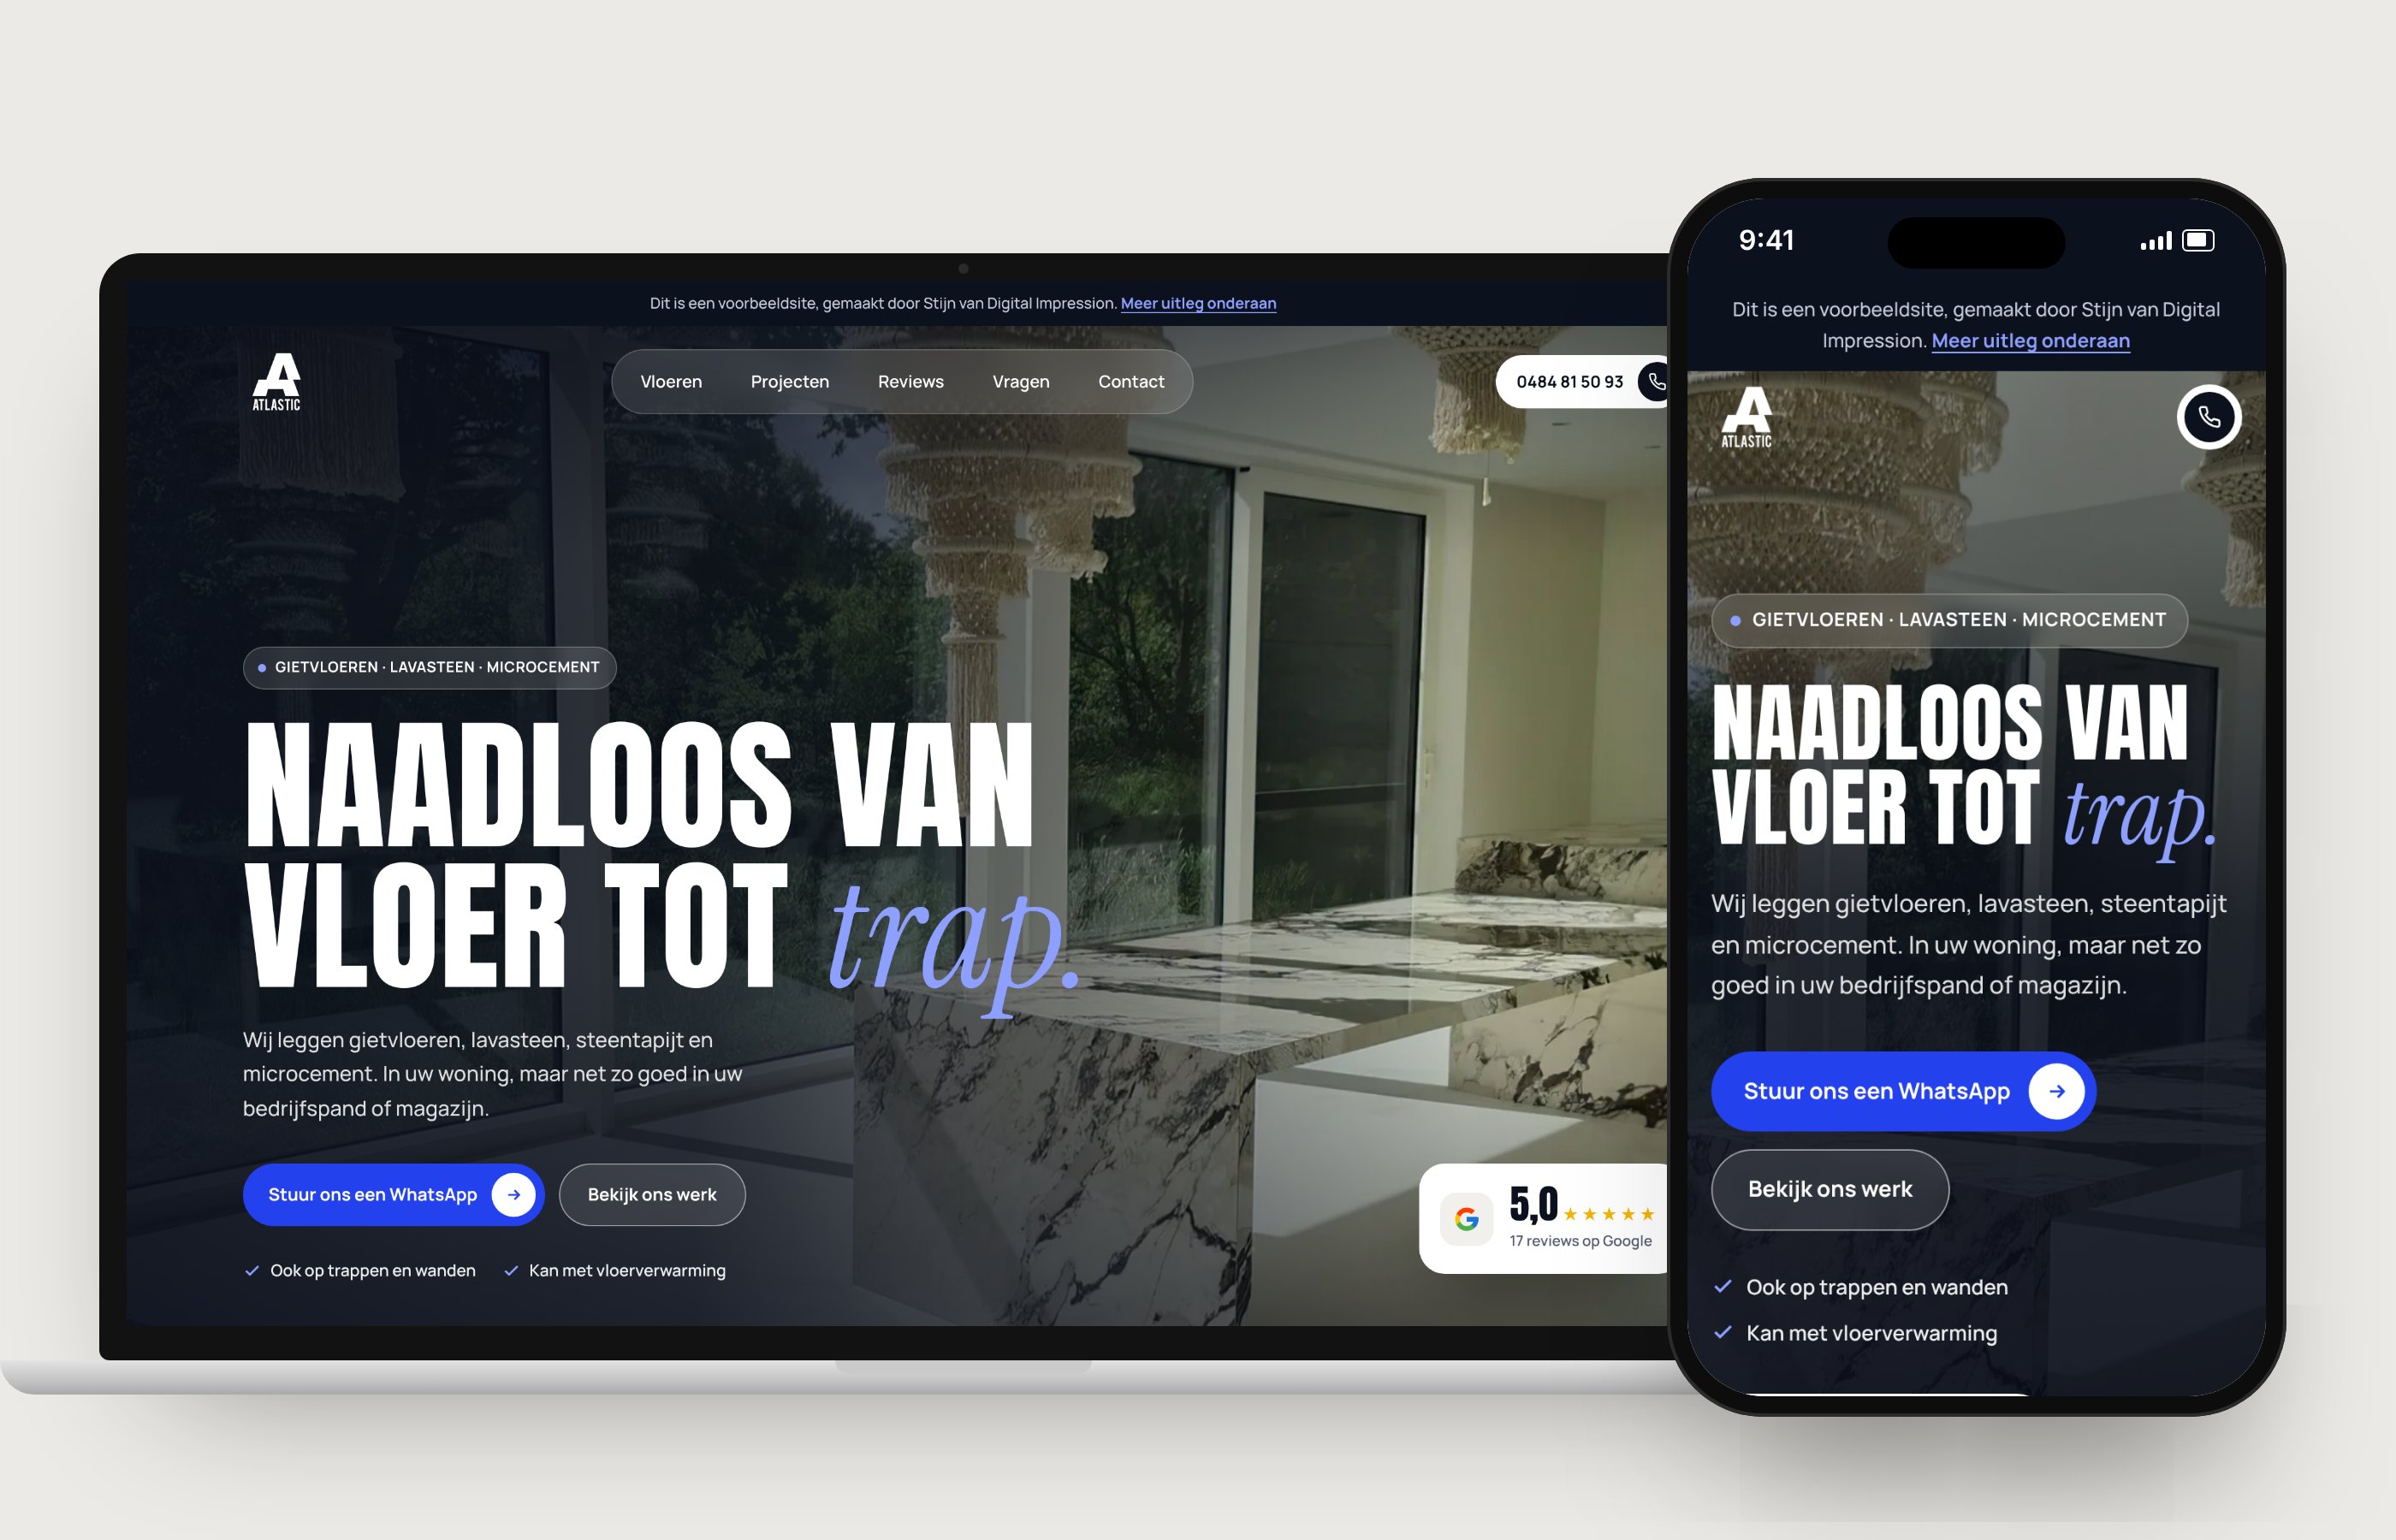 Dit is een voorbeeldsite, gemaakt door Stijn van Digital Impression. Meer uitleg onderaan
ATLASTIC
Vloeren Projecten Reviews Vragen Contact
0484 81 50 93
GIETVLOEREN · LAVASTEEN · MICROCEMENT
NAADLOOS VAN
VLOER TOT trap.
Wij leggen gietvloeren, lavasteen, steentapijt en
microcement. In uw woning, maar net zo goed in uw
bedrijfspand of magazijn.
Stuur ons een WhatsApp
Bekijk ons werk
Ook op trappen en wanden
Kan met vloerverwarming
5,0
17 reviews op Google
9:41
Dit is een voorbeeldsite, gemaakt door Stijn van Digital
Impression. Meer uitleg onderaan
ATLASTIC
GIETVLOEREN · LAVASTEEN · MICROCEMENT
NAADLOOS VAN
VLOER TOT trap.
Wij leggen gietvloeren, lavasteen, steentapijt
en microcement. In uw woning, maar net zo
goed in uw bedrijfspand of magazijn.
Stuur ons een WhatsApp
Bekijk ons werk
Ook op trappen en wanden
Kan met vloerverwarming